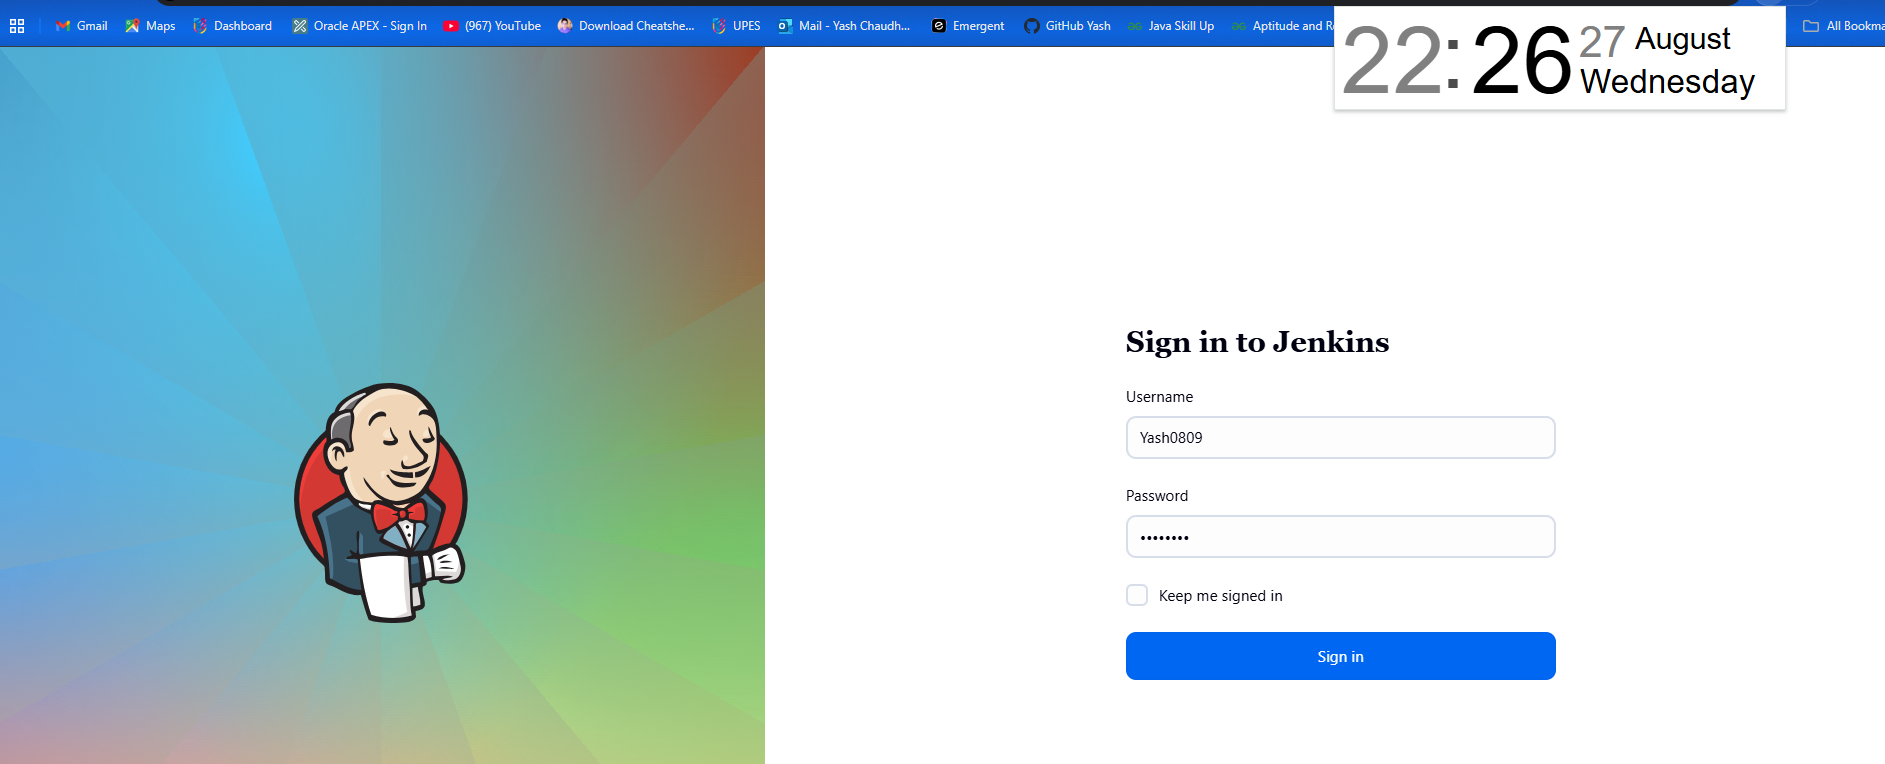 Gmail Maps Dashboard Oracle APEX - Sign In (967) YouTube Download Cheatshe... UPES Mail - Yash Chaudh... Emergent GitHub Yash Java Skill Up Aptitude and R All Bookma
22:26 27 August
Wednesday
Sign in to Jenkins
Username
Yash0809
Password
••••••••
Keep me signed in
Sign in